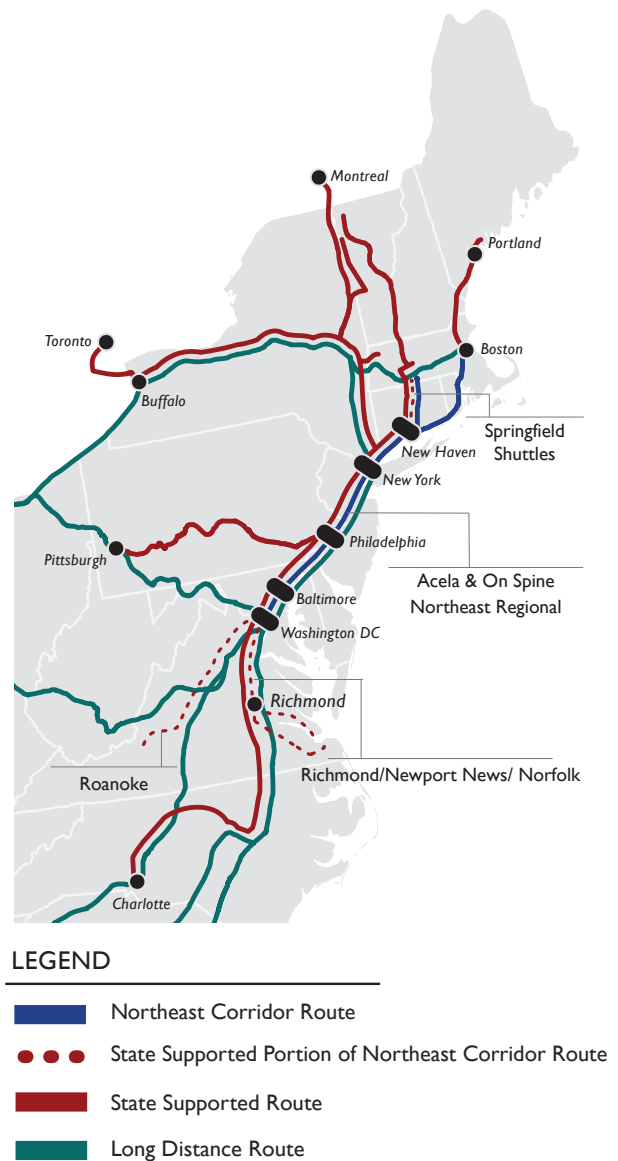 Montreal
Portland
Toronto
Boston
Buffalo
New Haven
Springfield
Shuttles
New York
Philadelphia
Pittsburgh
Acela & On Spine
Northeast Regional
Baltimore
Washington DC
Richmond
Roanoke
Richmond/Newport News/ Norfolk
Charlotte
LEGEND
Northeast Corridor Route
State Supported Portion of Northeast Corridor Route
State Supported Route
Long Distance Route